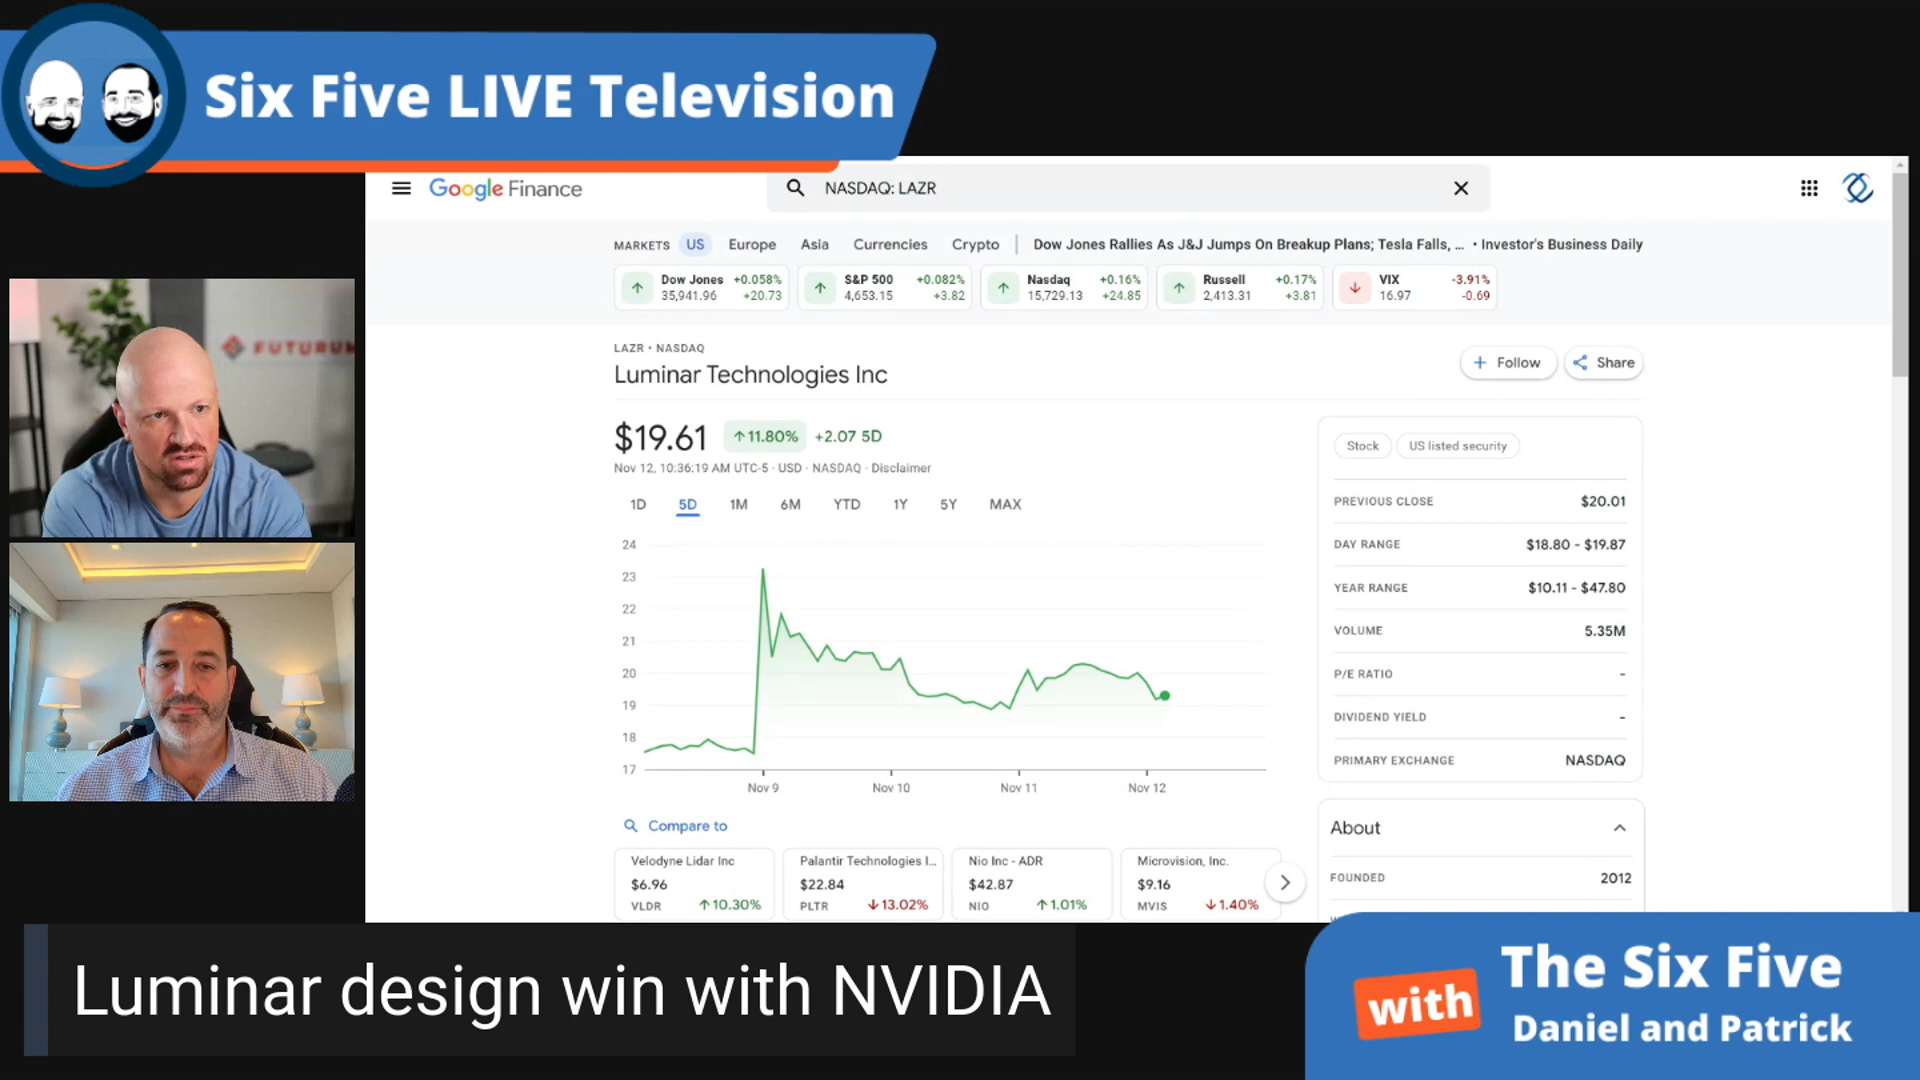 Six Five LIVE Television
Google Finance
NASDAQ: LAZR
MARKETS US Europe Asia Currencies Crypto Dow Jones Rallies As J&J Jumps On Breakup Plans; Tesla Falls, ... • Investor's Business Daily
Dow Jones +0.058%
35,941.96 +20.73
S&P 500 +0.082%
4,653.15 +3.82
Nasdaq +0.16%
15,729.13 +24.85
Russell +0.17%
2,413.31 +3.81
VIX -3.91%
16.97 -0.69
LAZR • NASDAQ
Luminar Technologies Inc
+ Follow
Share
$19.61 ↑11.80% +2.07 5D
Nov 12, 10:36:19 AM UTC-5 · USD · NASDAQ · Disclaimer
1D 5D 1M 6M YTD 1Y 5Y MAX
24
23
22
21
20
19
18
17
Nov 9 Nov 10 Nov 11 Nov 12
Stock US listed security
PREVIOUS CLOSE $20.01
DAY RANGE $18.80 - $19.87
YEAR RANGE $10.11 - $47.80
VOLUME 5.35M
P/E RATIO -
DIVIDEND YIELD -
PRIMARY EXCHANGE NASDAQ
Compare to
Velodyne Lidar Inc
$6.96
VLDR ↑10.30%
Palantir Technologies I...
$22.84
PLTR ↓13.02%
Nio Inc - ADR
$42.87
NIO ↑1.01%
Microvision, Inc.
$9.16
MVIS ↓1.40%
About
FOUNDED 2012
FUTURUM
Luminar design win with NVIDIA
with
The Six Five
Daniel and Patrick